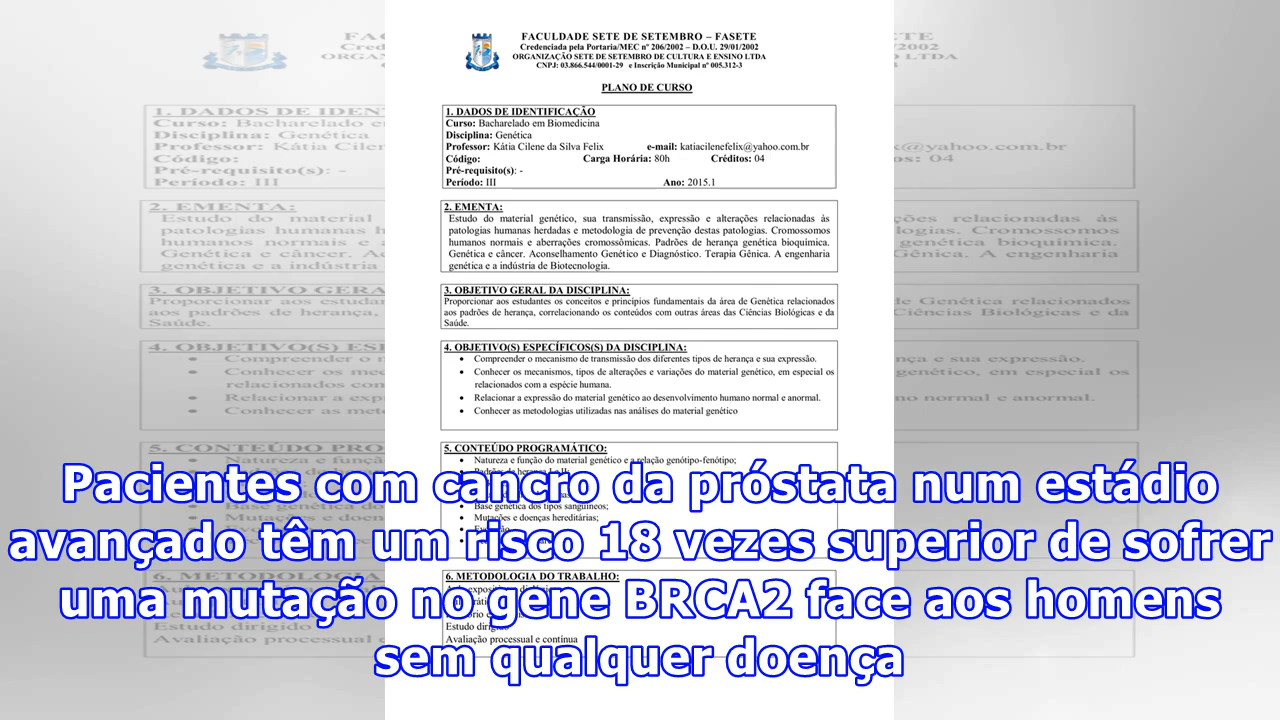 FACULDADE SETE DE SETEMBRO – FASETE
Credenciada pela Portaria/MEC nº 206/2002 – D.O.U. 29/01/2002
ORGANIZAÇÃO SETE DE SETEMBRO DE CULTURA E ENSINO LTDA
CNPJ: 03.866.544/0001-29 e Inscrição Municipal nº 005.312-3
PLANO DE CURSO
1. DADOS DE IDENTIFICAÇÃO
Curso: Bacharelado em Biomedicina
Disciplina: Genética
Professor: Kátia Cilene da Silva Felix e-mail: katiacilenefelix@yahoo.com.br
Código: Carga Horária: 80h Créditos: 04
Pré-requisito(s): -
Período: III Ano: 2015.1
2. EMENTA:
Estudo do material genético, sua transmissão, expressão e alterações relacionadas às
patologias humanas herdadas e metodologia de prevenção destas patologias. Cromossomos
humanos normais e aberrações cromossômicas. Padrões de herança genética bioquímica.
Genética e câncer. Aconselhamento Genético e Diagnóstico. Terapia Gênica. A engenharia
genética e a indústria de Biotecnologia.
3. OBJETIVO GERAL DA DISCIPLINA:
Proporcionar aos estudantes os conceitos e princípios fundamentais da área de Genética relacionados
aos padrões de herança, correlacionando os conteúdos com outras áreas das Ciências Biológicas e da
Saúde.
4. OBJETIVO(S) ESPECÍFICOS(S) DA DISCIPLINA:
• Compreender o mecanismo de transmissão dos diferentes tipos de herança e sua expressão.
• Conhecer os mecanismos, tipos de alterações e variações do material genético, em especial os
relacionados com a espécie humana.
• Relacionar a expressão do material genético ao desenvolvimento humano normal e anormal.
• Conhecer as metodologias utilizadas nas análises do material genético
5. CONTEÚDO PROGRAMÁTICO:
• Natureza e função do material genético e a relação genótipo-fenótipo;
Pacientes com cancro da próstata num estádio
• Base genética dos tipos sanguíneos;
• Mutações e doenças hereditárias;
avançado têm um risco 18 vezes superior de sofrer
6. METODOLOGIA DO TRABALHO:
uma mutação no gene BRCA2 face aos homens
Estudo dirigido
Avaliação processual e contínua
sem qualquer doença